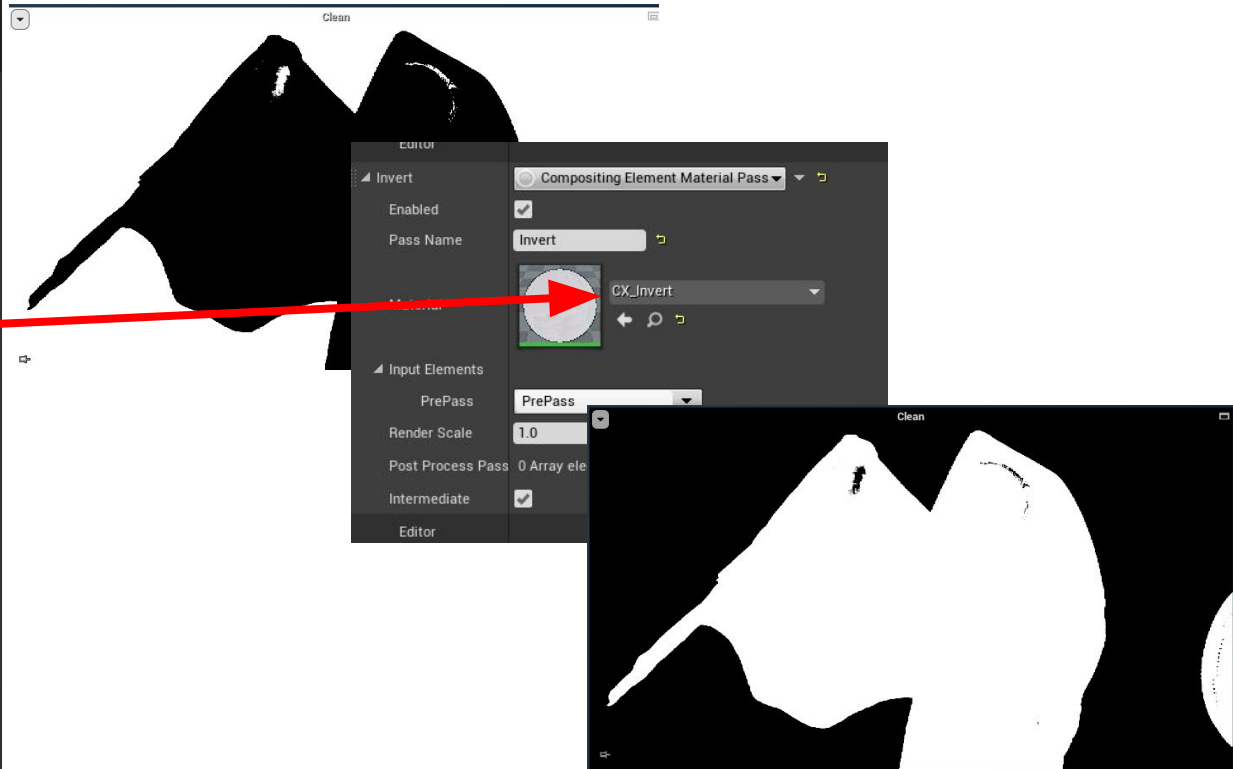 Clean
Editor
Invert
Compositing Element Material Pass
Enabled
Pass Name
Invert
Material
CX_Invert
Input Elements
PrePass
PrePass
Render Scale
1.0
Post Process Pass
0 Array ele
Intermediate
Editor
Clean